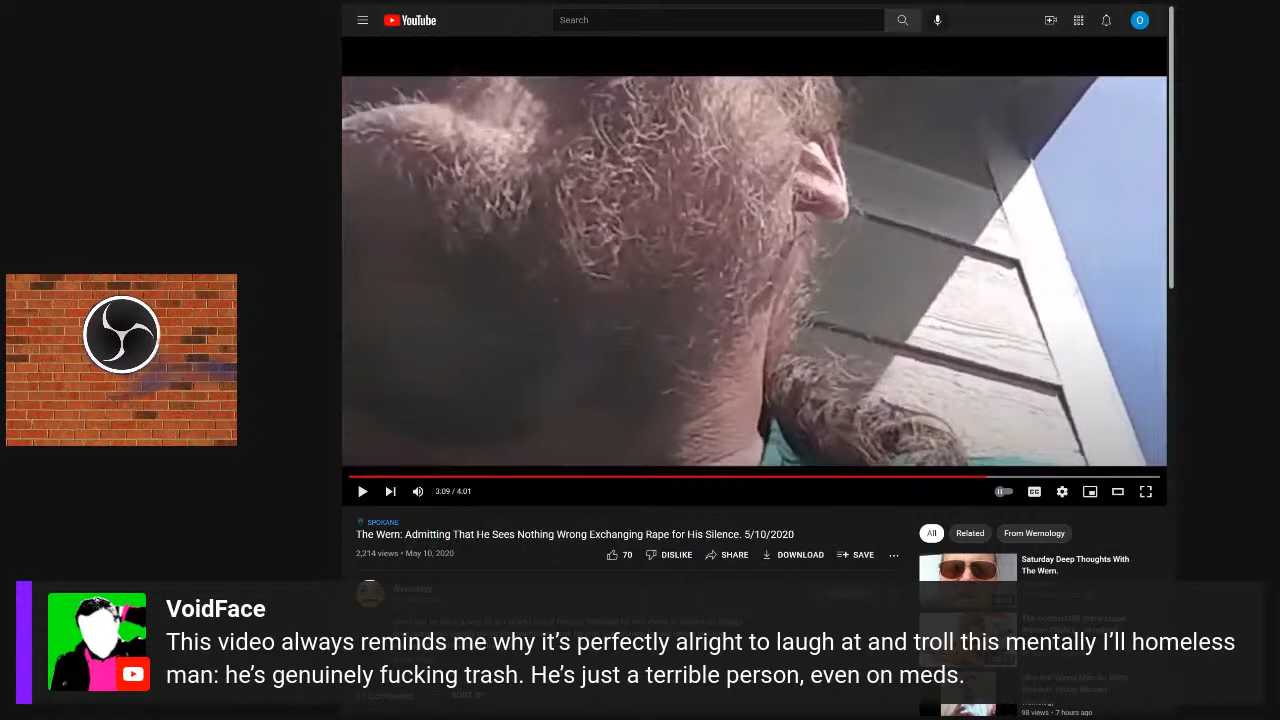 YouTube
Search
O
3:09 / 4:01
CC
SPOKANE
The Wern: Admitting That He Sees Nothing Wrong Exchanging Rape for His Silence. 5/10/2020
2,214 views • May 10, 2020
70
DISLIKE
SHARE
DOWNLOAD
SAVE
All
Related
From Wernology
Saturday Deep Thoughts With
The Wern.
Wernology
VoidFace
This video always reminds me why it’s perfectly alright to laugh at and troll this mentally I’ll homeless
man: he’s genuinely fucking trash. He’s just a terrible person, even on meds.
98 views • 7 hours ago